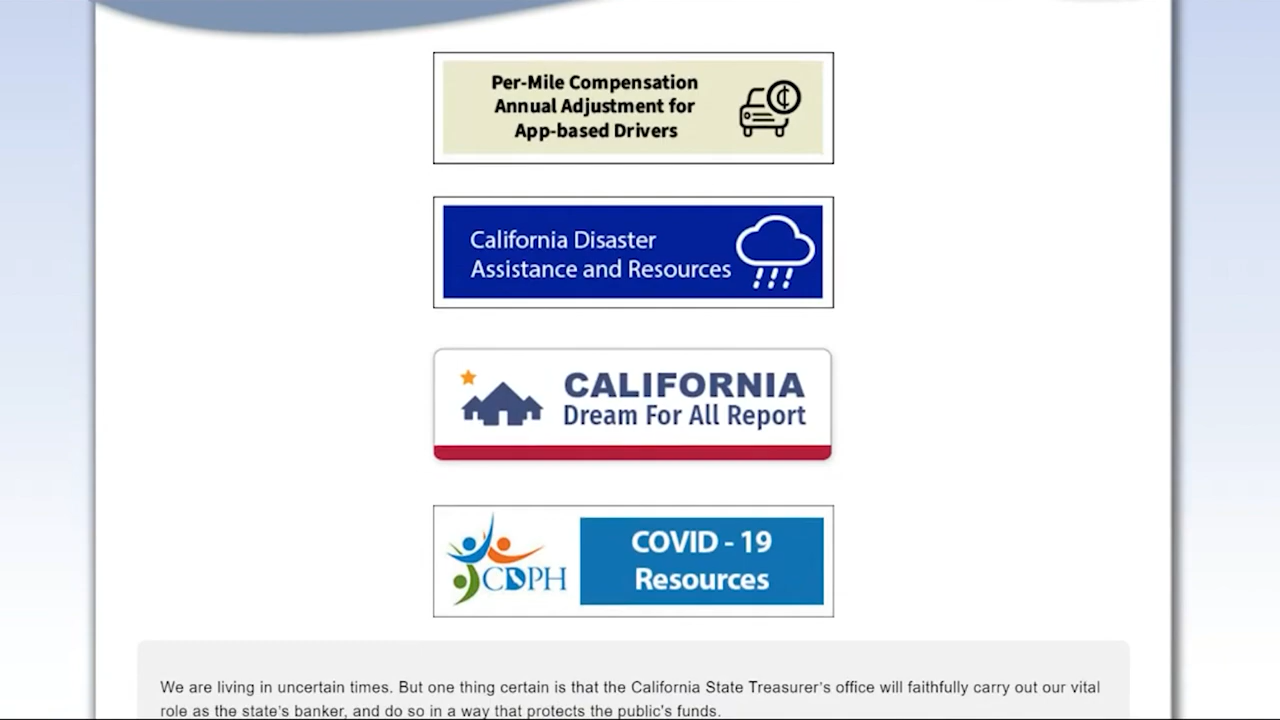 Per-Mile Compensation
Annual Adjustment for
App-based Drivers
California Disaster
Assistance and Resources
CALIFORNIA
Dream For All Report
CDPH
COVID - 19
Resources
We are living in uncertain times. But one thing certain is that the California State Treasurer's office will faithfully carry out our vital
role as the state's banker, and do so in a way that protects the public's funds.